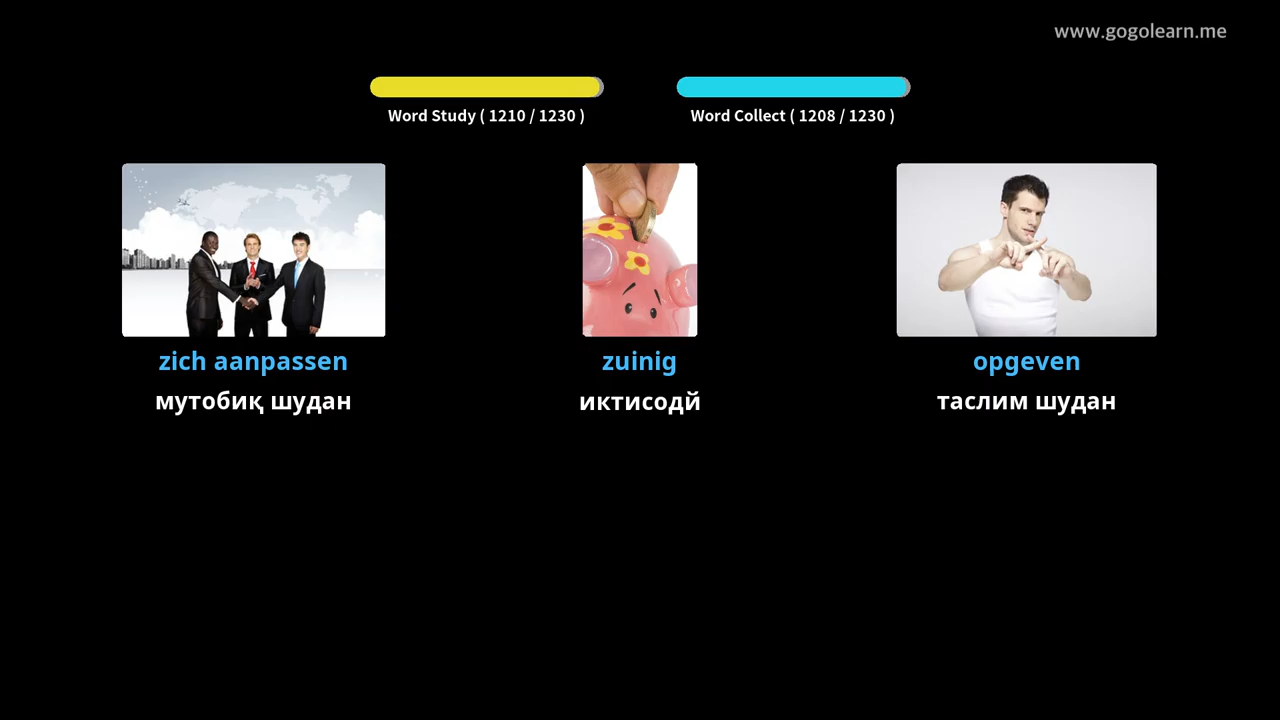 www.gogolearn.me
Word Study ( 1210 / 1230 )
Word Collect ( 1208 / 1230 )
zich aanpassen
zuinig
opgeven
мутобиқ шудан
иктисодй
таслим шудан